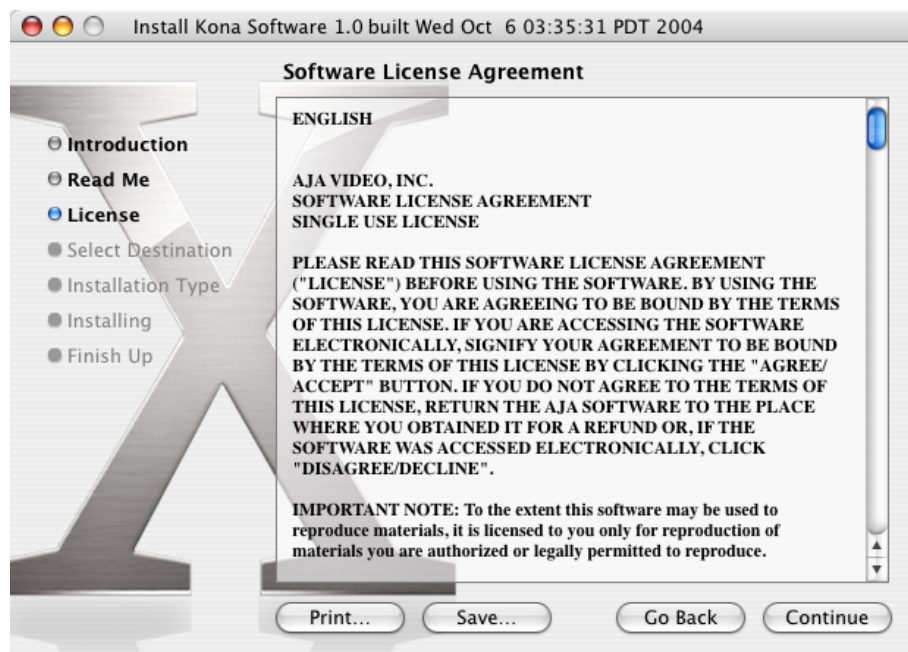 Install Kona Software 1.0 built Wed Oct  6 03:35:31 PDT 2004
Software License Agreement
Introduction
Read Me
License
Select Destination
Installation Type
Installing
Finish Up
ENGLISH
AJA VIDEO, INC.
SOFTWARE LICENSE AGREEMENT
SINGLE USE LICENSE
PLEASE READ THIS SOFTWARE LICENSE AGREEMENT
("LICENSE") BEFORE USING THE SOFTWARE. BY USING THE
SOFTWARE, YOU ARE AGREEING TO BE BOUND BY THE TERMS
OF THIS LICENSE. IF YOU ARE ACCESSING THE SOFTWARE
ELECTRONICALLY, SIGNIFY YOUR AGREEMENT TO BE BOUND
BY THE TERMS OF THIS LICENSE BY CLICKING THE "AGREE/
ACCEPT" BUTTON. IF YOU DO NOT AGREE TO THE TERMS OF
THIS LICENSE, RETURN THE AJA SOFTWARE TO THE PLACE
WHERE YOU OBTAINED IT FOR A REFUND OR, IF THE
SOFTWARE WAS ACCESSED ELECTRONICALLY, CLICK
"DISAGREE/DECLINE".
IMPORTANT NOTE: To the extent this software may be used to
reproduce materials, it is licensed to you only for reproduction of
materials you are authorized or legally permitted to reproduce.
Print...
Save...
Go Back
Continue